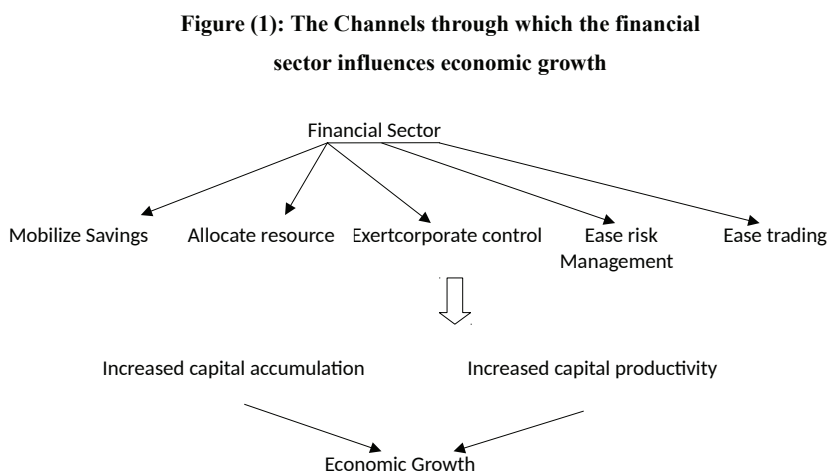 Figure (1): The Channels through which the financial
sector influences economic growth
Financial Sector
Mobilize Savings Allocate resource Exertcorporate control Ease risk Ease trading
Management
Increased capital accumulation Increased capital productivity
Economic Growth